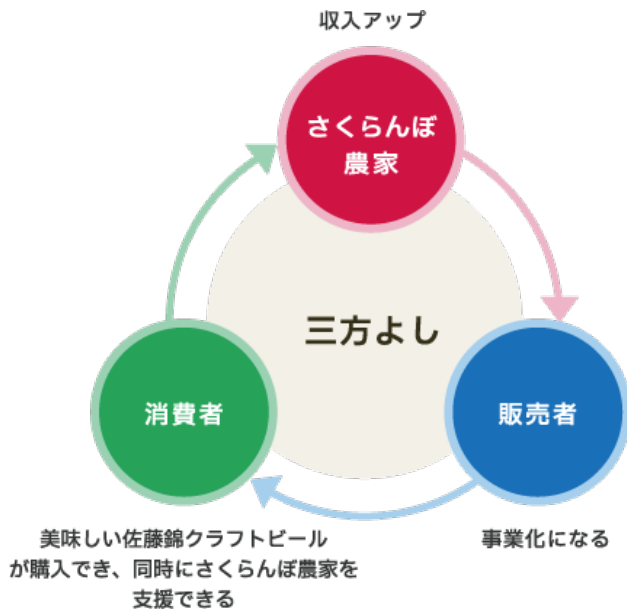 収入アップ
さくらんぼ
農家
三方よし
消費者
販売者
美味しい佐藤錦クラフトビール
が購入でき、同時にさくらんぼ農家を
支援できる
事業化になる